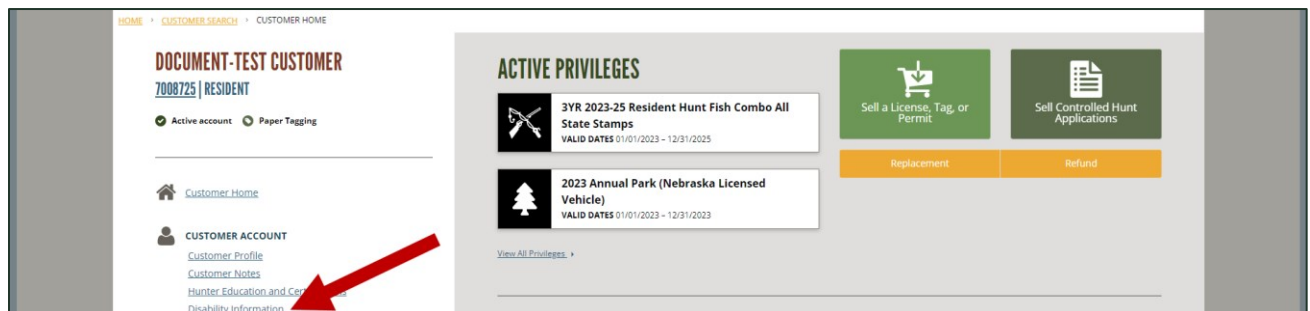 HOME › CUSTOMER SEARCH › CUSTOMER HOME
DOCUMENT-TEST CUSTOMER
7008725 | RESIDENT
Active account Paper Tagging
Customer Home
CUSTOMER ACCOUNT
Customer Profile
Customer Notes
Hunter Education and
Disability Information
ACTIVE PRIVILEGES
3YR 2023-25 Resident Hunt Fish Combo All
State Stamps
VALID DATES 01/01/2023 – 12/31/2025
2023 Annual Park (Nebraska Licensed
Vehicle)
VALID DATES 01/01/2023 – 12/31/2023
View All Privileges
Sell a License, Tag, or
Permit
Sell Controlled Hunt
Applications
Replacement
Refund